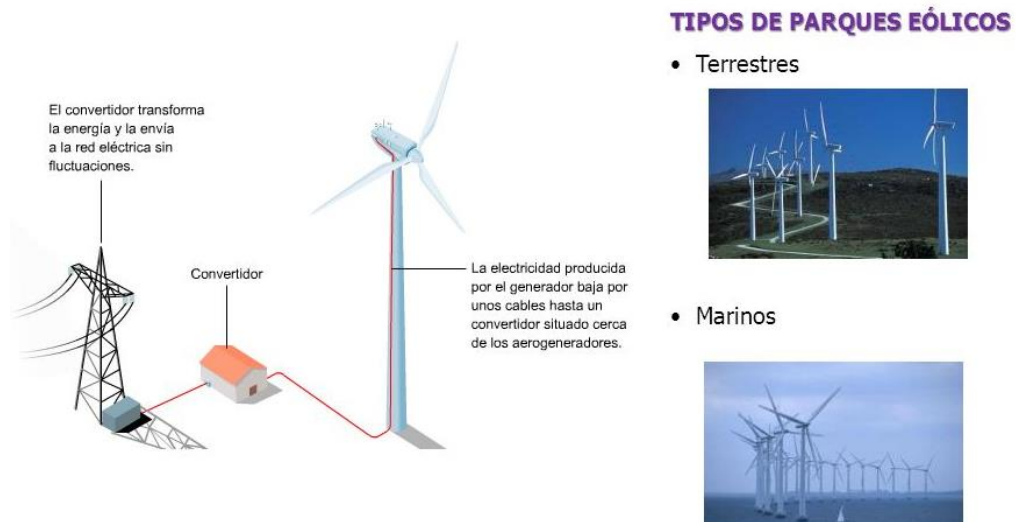 El convertidor transforma
la energía y la envía
a la red eléctrica sin
fluctuaciones.
Convertidor
La electricidad producida
por el generador baja por
unos cables hasta un
convertidor situado cerca
de los aerogeneradores.
TIPOS DE PARQUES EÓLICOS
• Terrestres
• Marinos